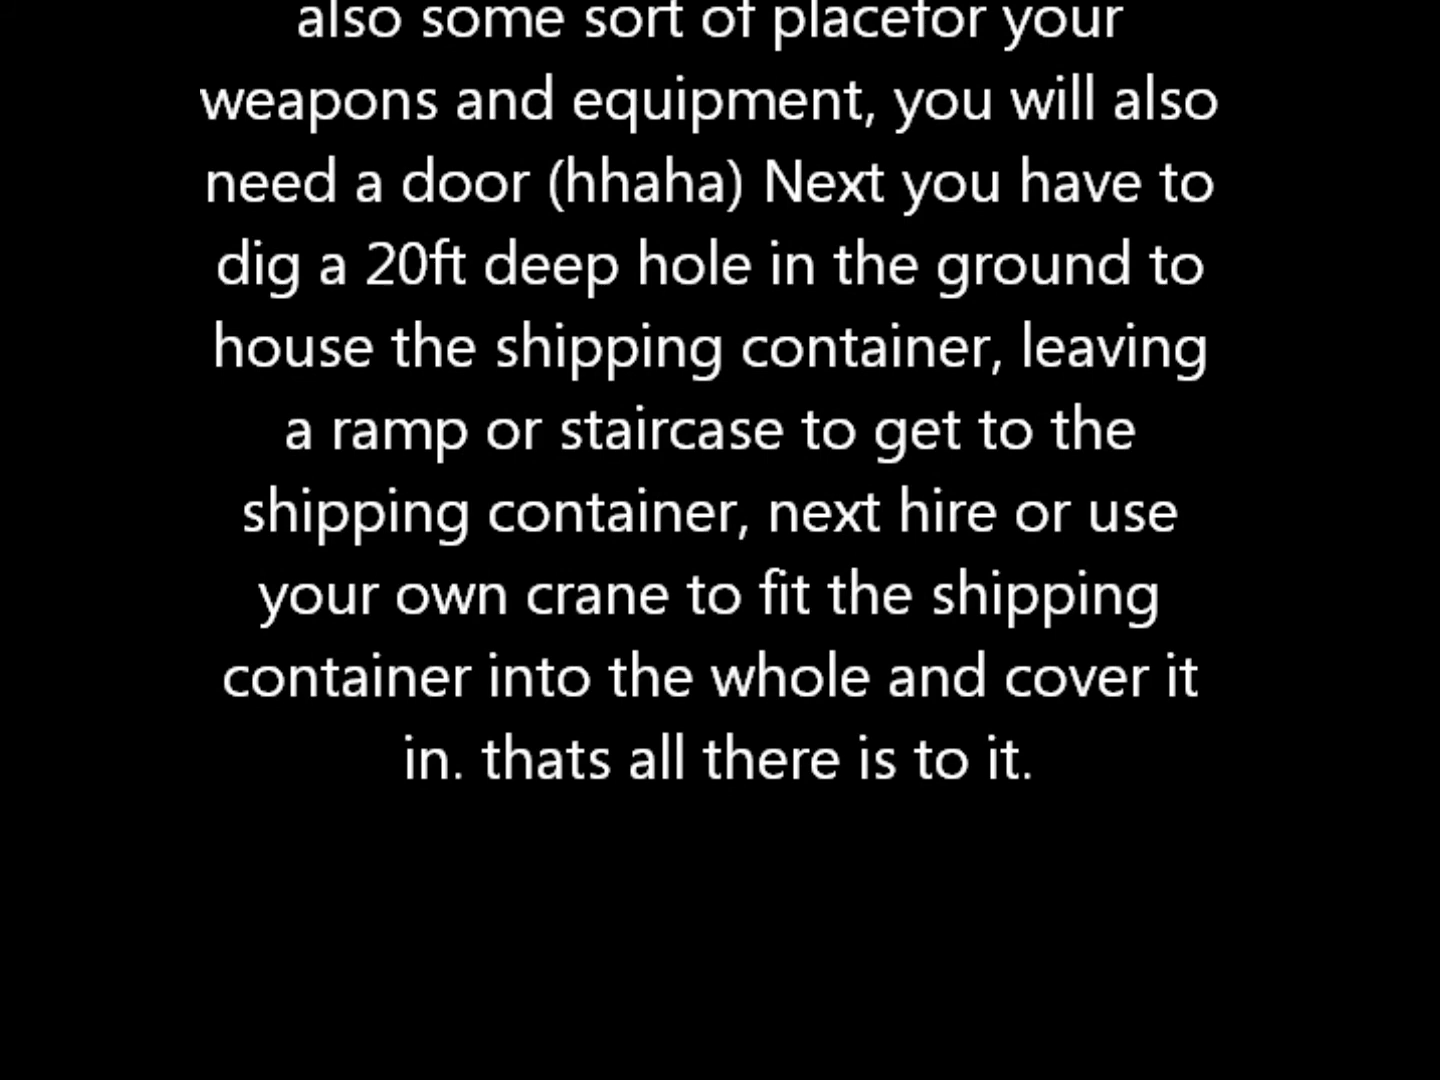 also some sort of placefor your
weapons and equipment, you will also
need a door (hhaha) Next you have to
dig a 20ft deep hole in the ground to
house the shipping container, leaving
a ramp or staircase to get to the
shipping container, next hire or use
your own crane to fit the shipping
container into the whole and cover it
in. thats all there is to it.